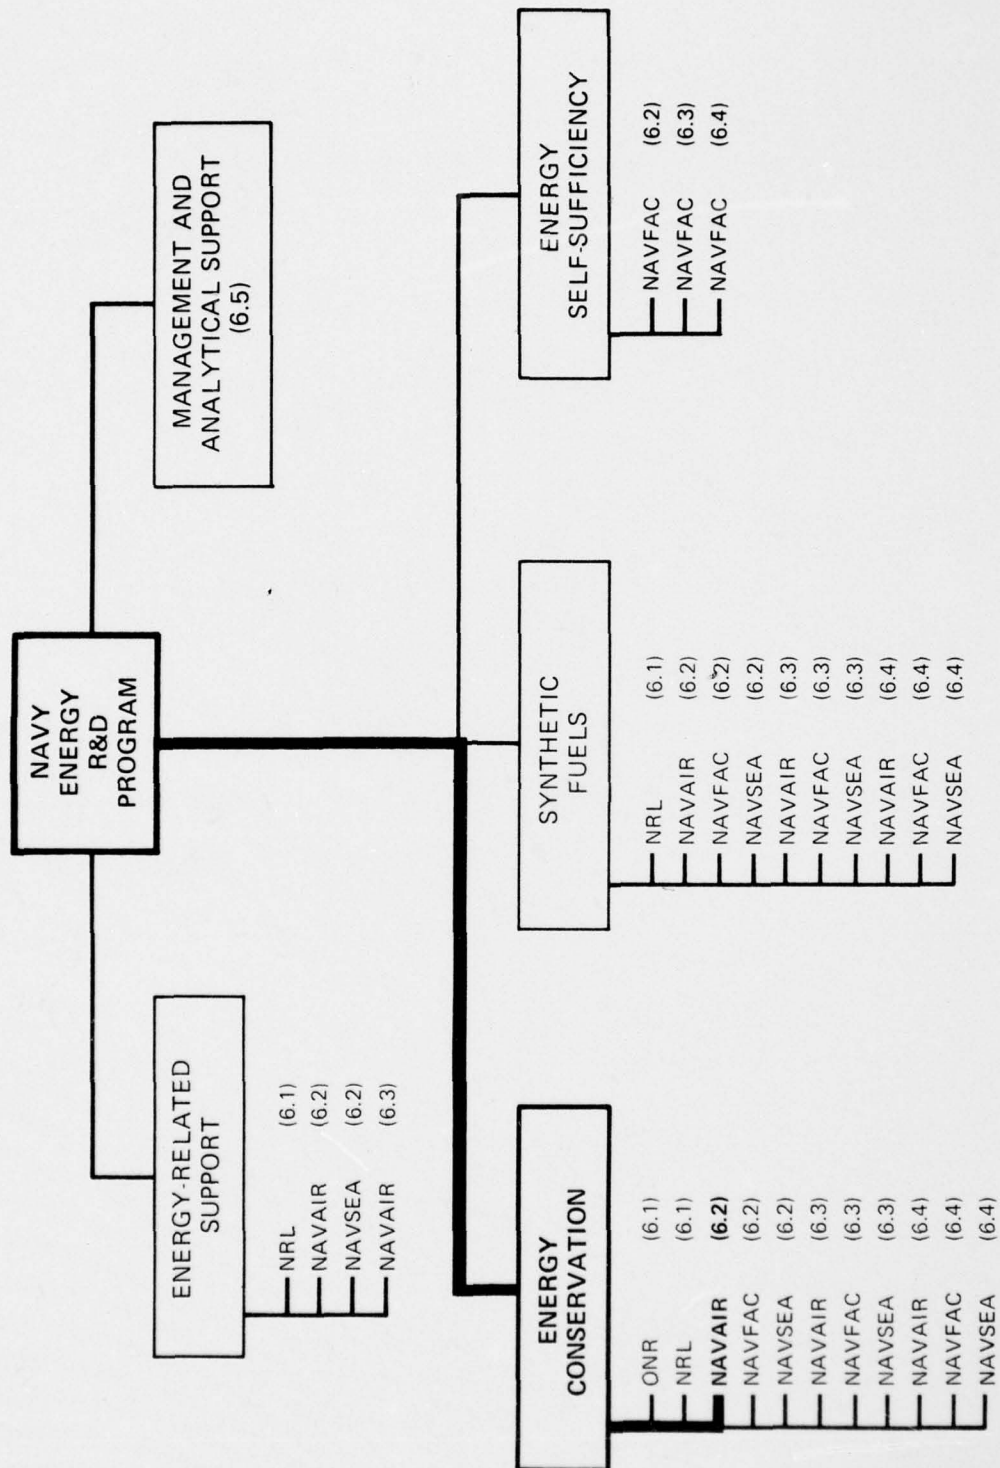 NAVY
ENERGY
R&D
PROGRAM
ENERGY-RELATED
SUPPORT
NRL (6.1)
NAVAIR (6.2)
NAVSEA (6.2)
NAVAIR (6.3)
MANAGEMENT AND
ANALYTICAL SUPPORT
(6.5)
ENERGY
CONSERVATION
ONR (6.1)
NRL (6.1)
NAVAIR (6.2)
NAVFAC (6.2)
NAVSEA (6.2)
NAVAIR (6.3)
NAVFAC (6.3)
NAVSEA (6.3)
NAVAIR (6.4)
NAVFAC (6.4)
NAVSEA (6.4)
SYNTHETIC
FUELS
NRL (6.1)
NAVAIR (6.2)
NAVFAC (6.2)
NAVSEA (6.2)
NAVAIR (6.3)
NAVFAC (6.3)
NAVSEA (6.3)
NAVAIR (6.4)
NAVFAC (6.4)
NAVSEA (6.4)
ENERGY
SELF-SUFFICIENCY
NAVFAC (6.2)
NAVFAC (6.3)
NAVFAC (6.4)